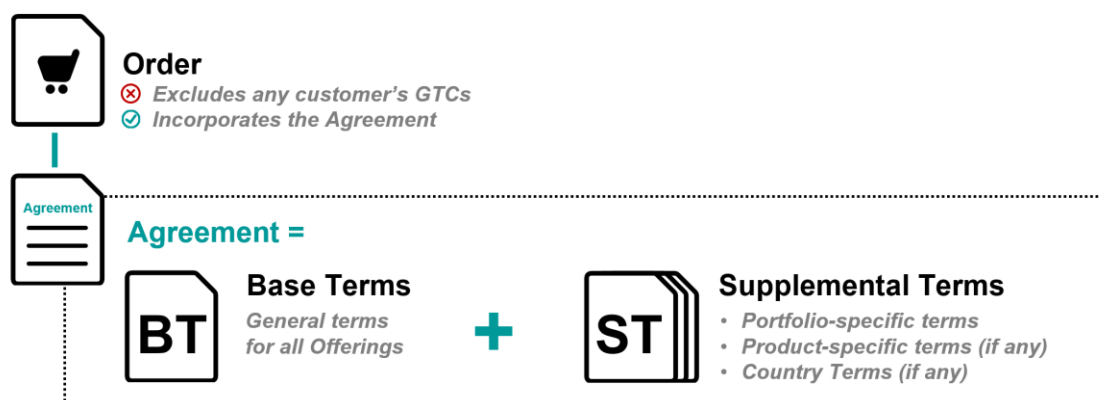 Order
Excludes any customer's GTCs
Incorporates the Agreement
Agreement
Agreement =
BT
Base Terms
General terms
for all Offerings
+
ST
Supplemental Terms
• Portfolio-specific terms
• Product-specific terms (if any)
• Country Terms (if any)